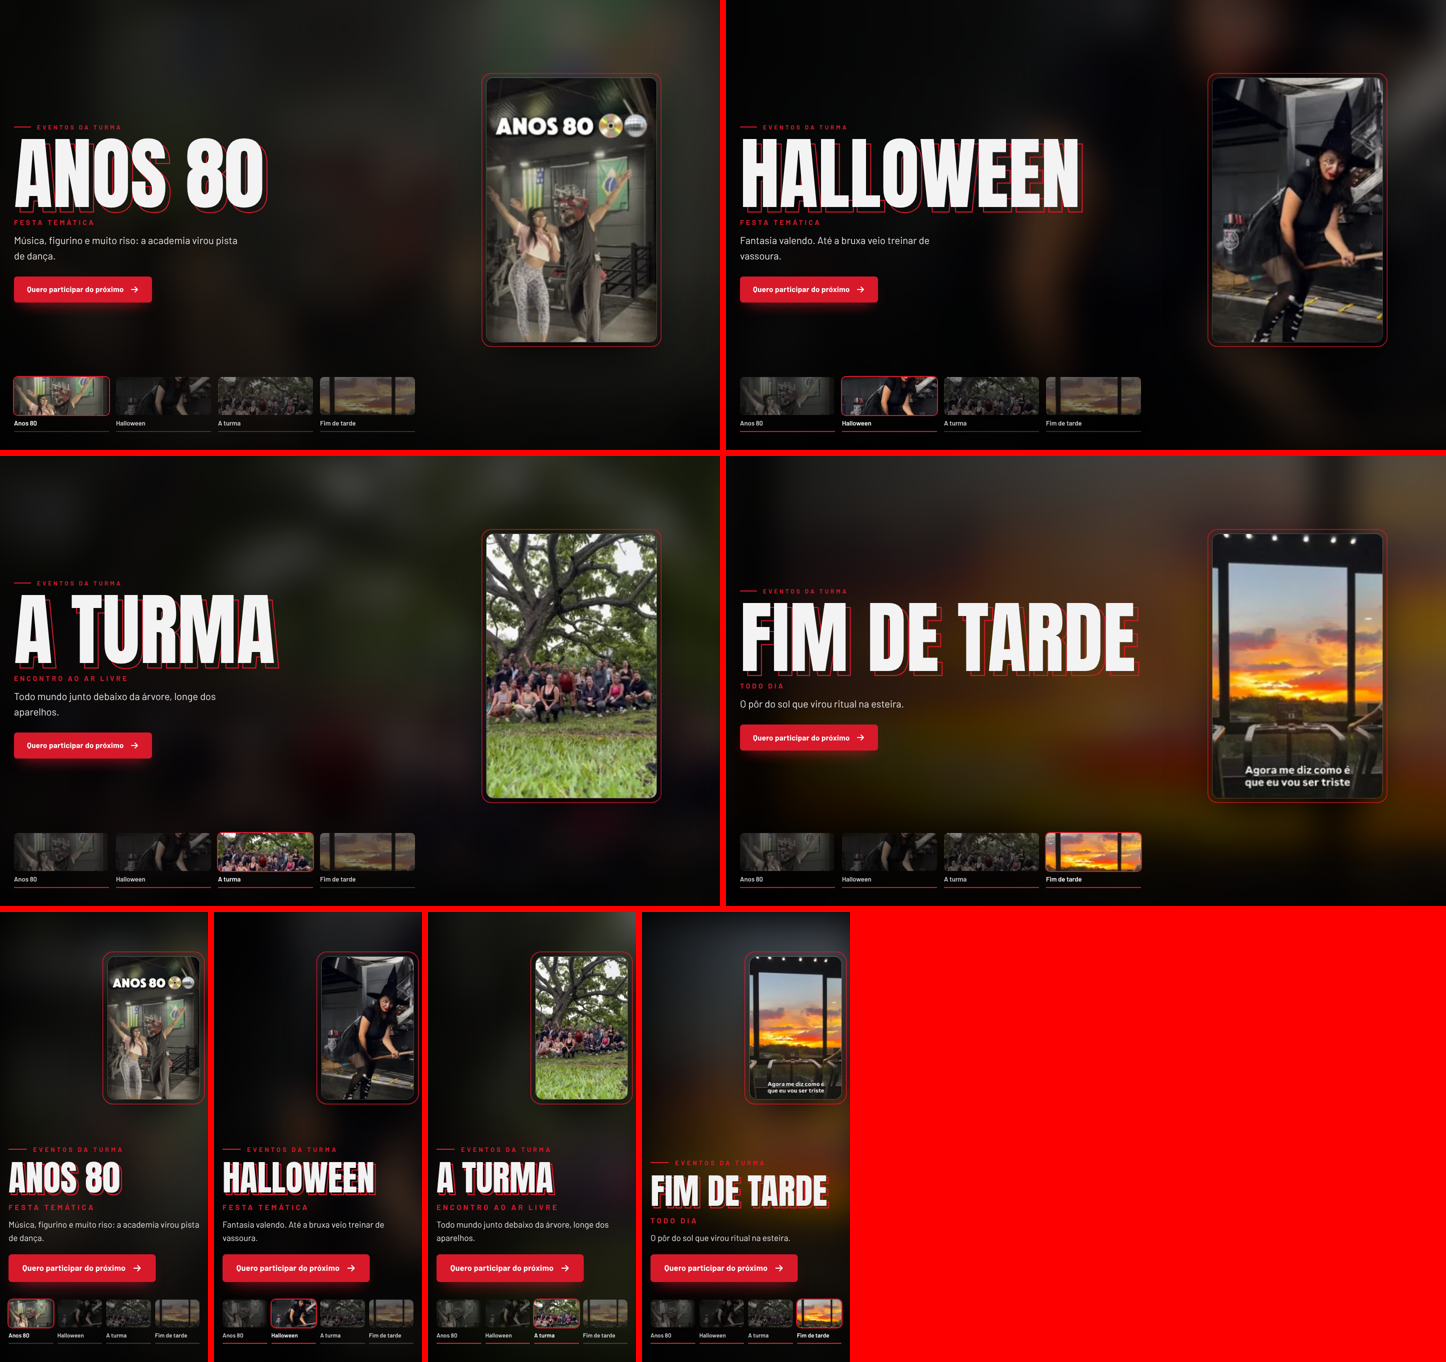 EVENTOS DA TURMA
ANOS 80
FESTA TEMÁTICA
Música, figurino e muito riso: a academia virou pista
de dança.
Quero participar do próximo
ANOS 80
Anos 80
Halloween
A turma
Fim de tarde
EVENTOS DA TURMA
HALLOWEEN
FESTA TEMÁTICA
Fantasia valendo. Até a bruxa veio treinar de
vassoura.
Quero participar do próximo
Anos 80
Halloween
A turma
Fim de tarde
EVENTOS DA TURMA
A TURMA
ENCONTRO AO AR LIVRE
Todo mundo junto debaixo da árvore, longe dos
aparelhos.
Quero participar do próximo
Anos 80
Halloween
A turma
Fim de tarde
EVENTOS DA TURMA
FIM DE TARDE
TODO DIA
O pôr do sol que virou ritual na esteira.
Quero participar do próximo
Agora me diz como é
que eu vou ser triste
Anos 80
Halloween
A turma
Fim de tarde
ANOS 80
EVENTOS DA TURMA
ANOS 80
FESTA TEMÁTICA
Música, figurino e muito riso: a academia virou pista
de dança.
Quero participar do próximo
Anos 80
Halloween
A turma
Fim de tarde
EVENTOS DA TURMA
HALLOWEEN
FESTA TEMÁTICA
Fantasia valendo. Até a bruxa veio treinar de
vassoura.
Quero participar do próximo
Anos 80
Halloween
A turma
Fim de tarde
EVENTOS DA TURMA
A TURMA
ENCONTRO AO AR LIVRE
Todo mundo junto debaixo da árvore, longe dos
aparelhos.
Quero participar do próximo
Anos 80
Halloween
A turma
Fim de tarde
Agora me diz como é
que eu vou ser triste
EVENTOS DA TURMA
FIM DE TARDE
TODO DIA
O pôr do sol que virou ritual na esteira.
Quero participar do próximo
Anos 80
Halloween
A turma
Fim de tarde